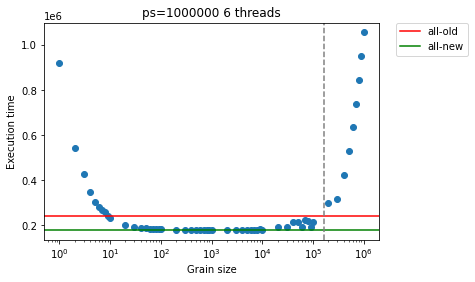 ps=1000000 6 threads
1e6
all-old
all-new
1.0
0.8
0.6
0.4
0.2
Execution time
10⁰
10¹
10²
10³
10⁴
10⁵
10⁶
Grain size